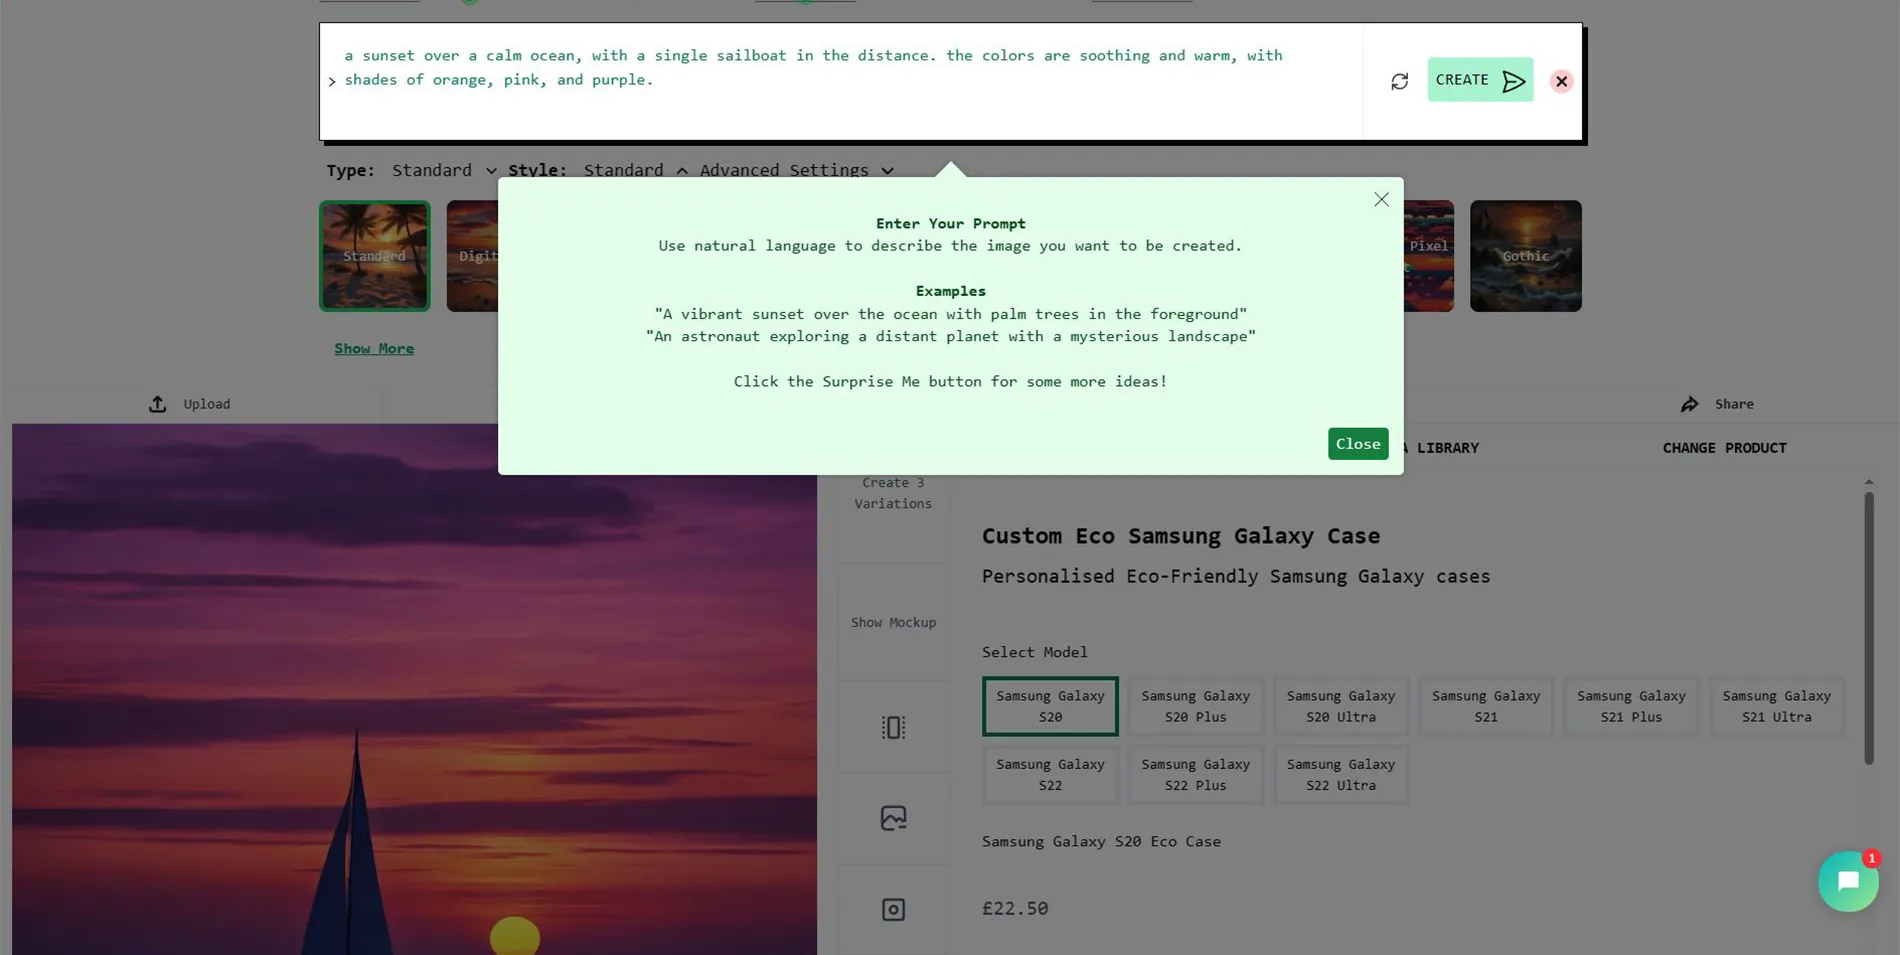 a sunset over a calm ocean, with a single sailboat in the distance. the colors are soothing and warm, with
shades of orange, pink, and purple.
CREATE
Type: Standard Style: Standard Advanced Settings
Enter Your Prompt
Use natural language to describe the image you want to be created.
Examples
"A vibrant sunset over the ocean with palm trees in the foreground"
"An astronaut exploring a distant planet with a mysterious landscape"
Click the Surprise Me button for some more ideas!
Close
Standard
Digit
Pixel
Gothic
Show More
Upload
Share
LIBRARY
CHANGE PRODUCT
Create 3
Variations
Show Mockup
Custom Eco Samsung Galaxy Case
Personalised Eco-Friendly Samsung Galaxy cases
Select Model
Samsung Galaxy
S20
Samsung Galaxy
S20 Plus
Samsung Galaxy
S20 Ultra
Samsung Galaxy
S21
Samsung Galaxy
S21 Plus
Samsung Galaxy
S21 Ultra
Samsung Galaxy
S22
Samsung Galaxy
S22 Plus
Samsung Galaxy
S22 Ultra
Samsung Galaxy S20 Eco Case
£22.50
1